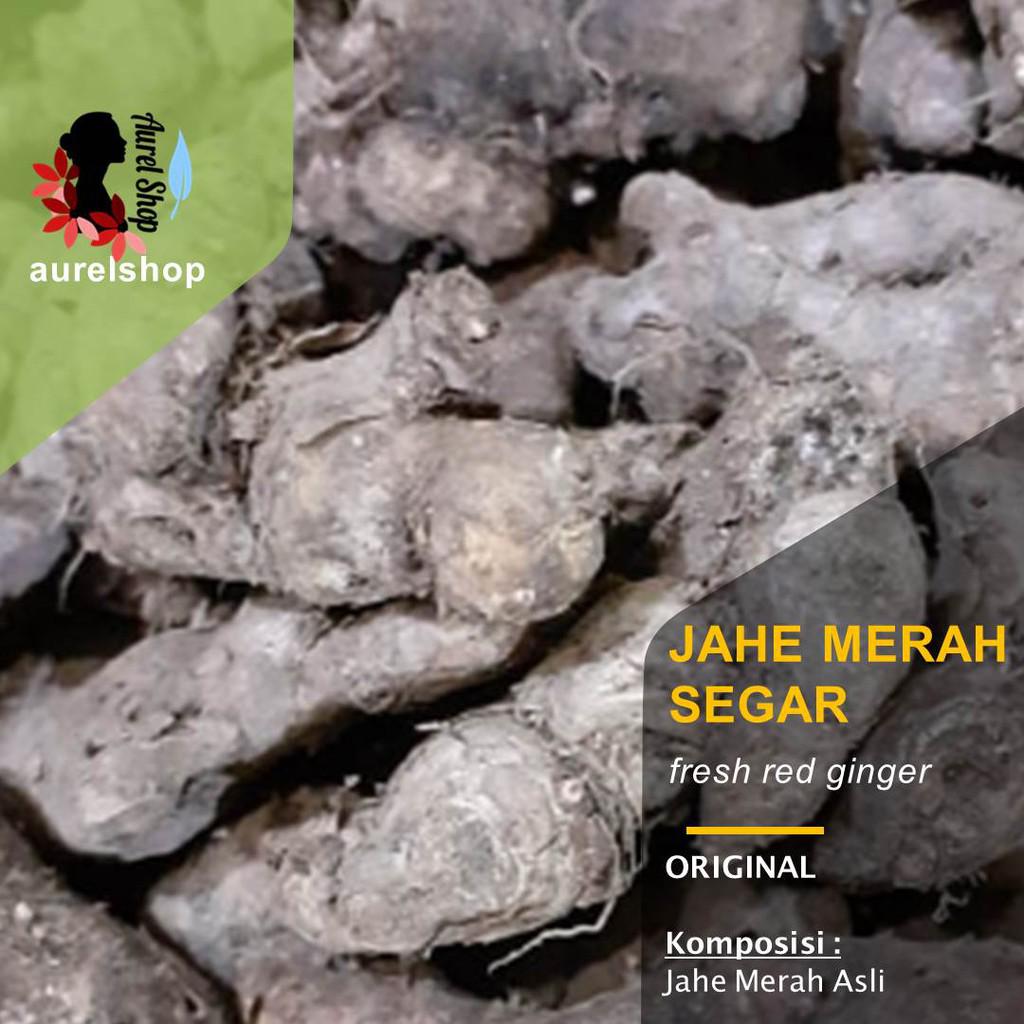 Aurel Shop
aurelshop
JAHE MERAH
SEGAR
fresh red ginger
ORIGINAL
Komposisi :
Jahe Merah Asli